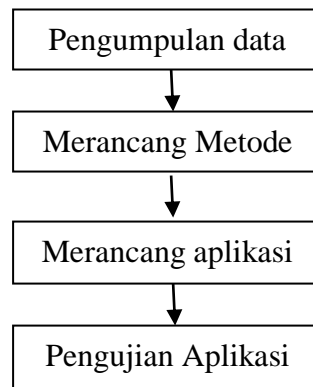 Pengumpulan data
Merancang Metode
Merancang aplikasi
Pengujian Aplikasi